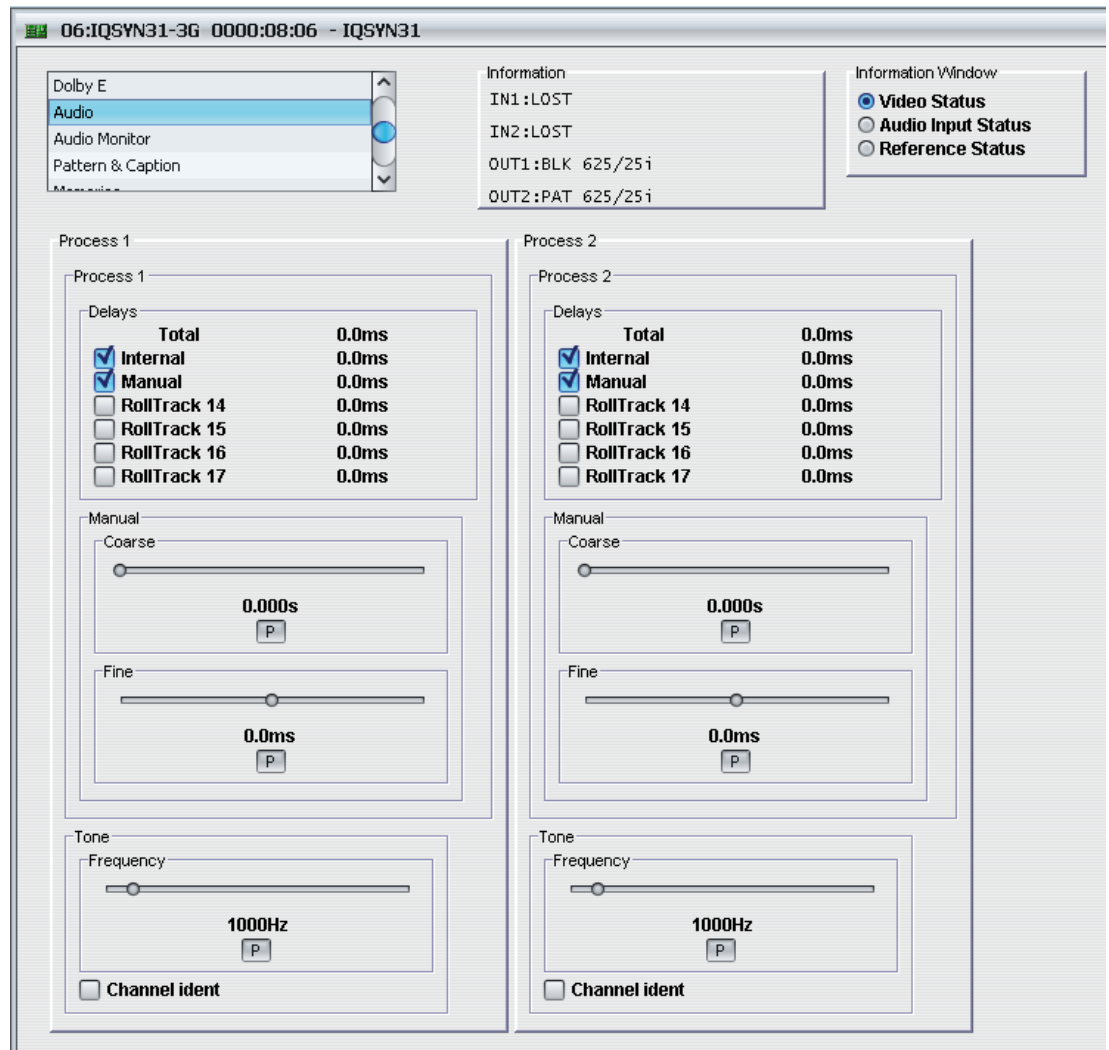 06:IQSYN31-3G 0000:08:06 - IQSYN31
Dolby E
Audio
Audio Monitor
Pattern & Caption
Information
IN1:LOST
IN2:LOST
OUT1:BLK 625/25i
OUT2:PAT 625/25i
Information Window
Video Status
Audio Input Status
Reference Status
Process 1
Process 1
Delays
Total 0.0ms
Internal 0.0ms
Manual 0.0ms
RollTrack 14 0.0ms
RollTrack 15 0.0ms
RollTrack 16 0.0ms
RollTrack 17 0.0ms
Manual
Coarse
0.000s
P
Fine
0.0ms
P
Tone
Frequency
1000Hz
P
Channel ident
Process 2
Process 2
Delays
Total 0.0ms
Internal 0.0ms
Manual 0.0ms
RollTrack 14 0.0ms
RollTrack 15 0.0ms
RollTrack 16 0.0ms
RollTrack 17 0.0ms
Manual
Coarse
0.000s
P
Fine
0.0ms
P
Tone
Frequency
1000Hz
P
Channel ident